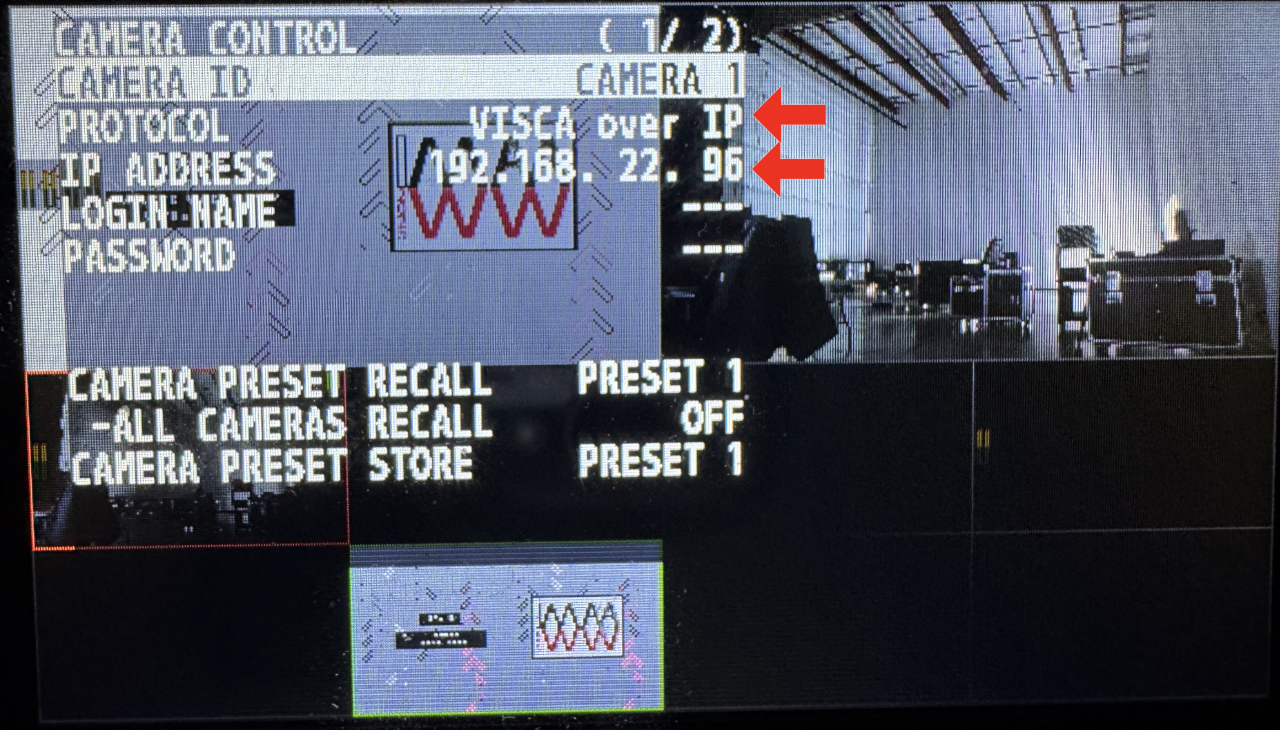 CAMERA CONTROL ( 1/ 2)
CAMERA ID CAMERA 1
PROTOCOL VISCA over IP
IP ADDRESS 192.168. 22. 96
LOGIN NAME ---
PASSWORD ---
CAMERA PRESET RECALL PRESET 1
-ALL CAMERAS RECALL OFF
CAMERA PRESET STORE PRESET 1